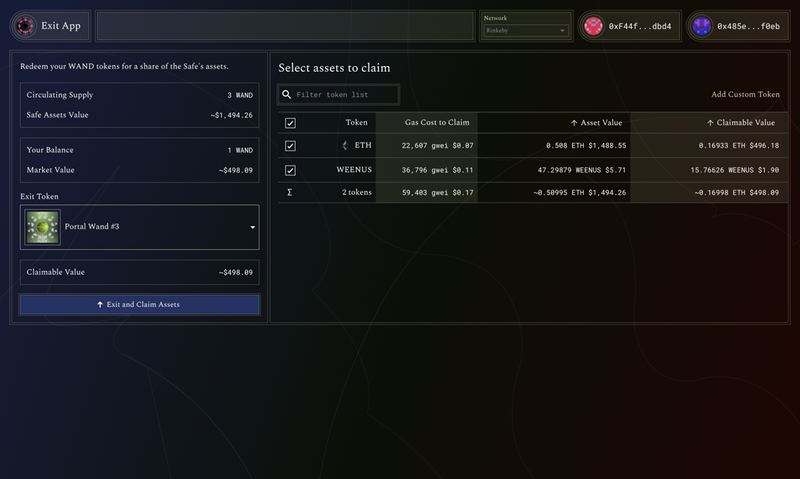 Exit App
Network
Rinkeby
0xF44f...dbd4
0x485e...f0eb
Redeem your WAND tokens for a share of the Safe's assets.
Circulating Supply 3 WAND
Safe Assets Value ~$1,494.26
Your Balance 1 WAND
Market Value ~$498.09
Exit Token
Portal Wand #3
Claimable Value ~$498.09
↑ Exit and Claim Assets
Select assets to claim
Filter token list
Add Custom Token
Token Gas Cost to Claim ↑ Asset Value ↑ Claimable Value
ETH 22,607 gwei $0.07 0.508 ETH $1,488.55 0.16933 ETH $496.18
WEENUS 36,796 gwei $0.11 47.29879 WEENUS $5.71 15.76626 WEENUS $1.90
Σ 2 tokens 59,403 gwei $0.17 ~0.50995 ETH $1,494.26 ~0.16998 ETH $498.09